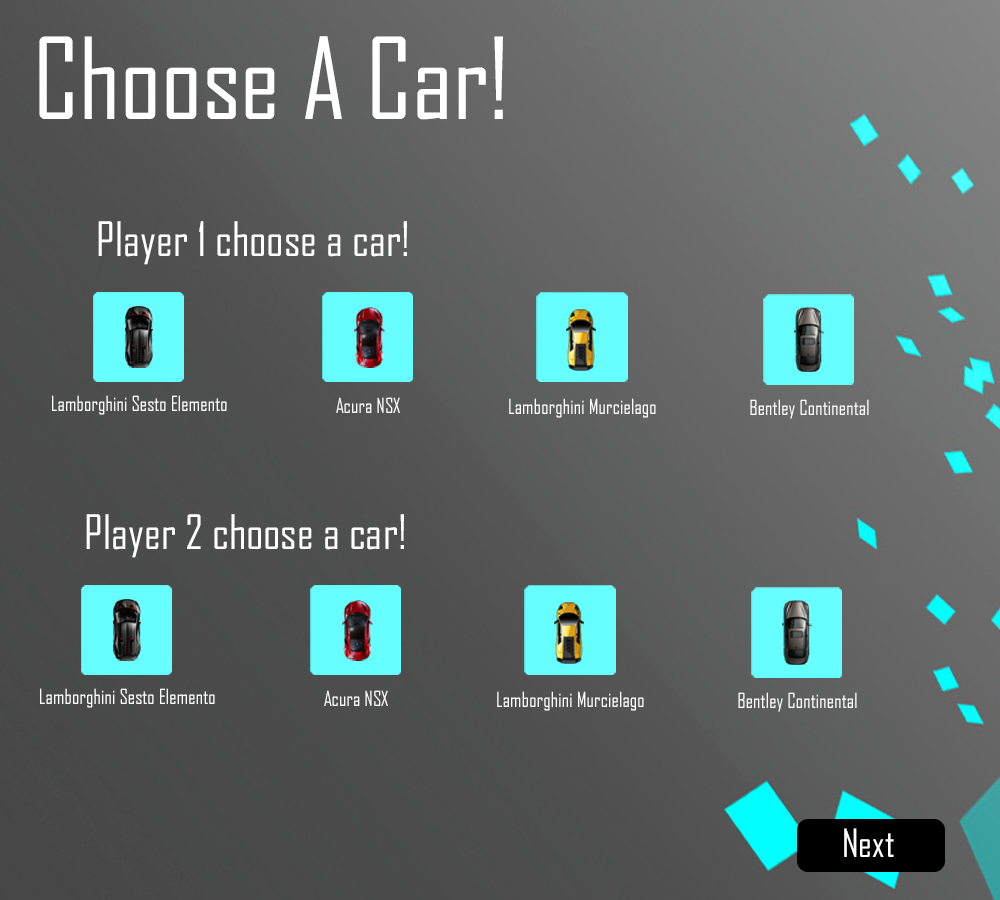 Choose A Car!
Player 1 choose a car!
Lamborghini Sesto Elemento
Acura NSX
Lamborghini Murcielago
Bentley Continental
Player 2 choose a car!
Lamborghini Sesto Elemento
Acura NSX
Lamborghini Murcielago
Bentley Continental
Next